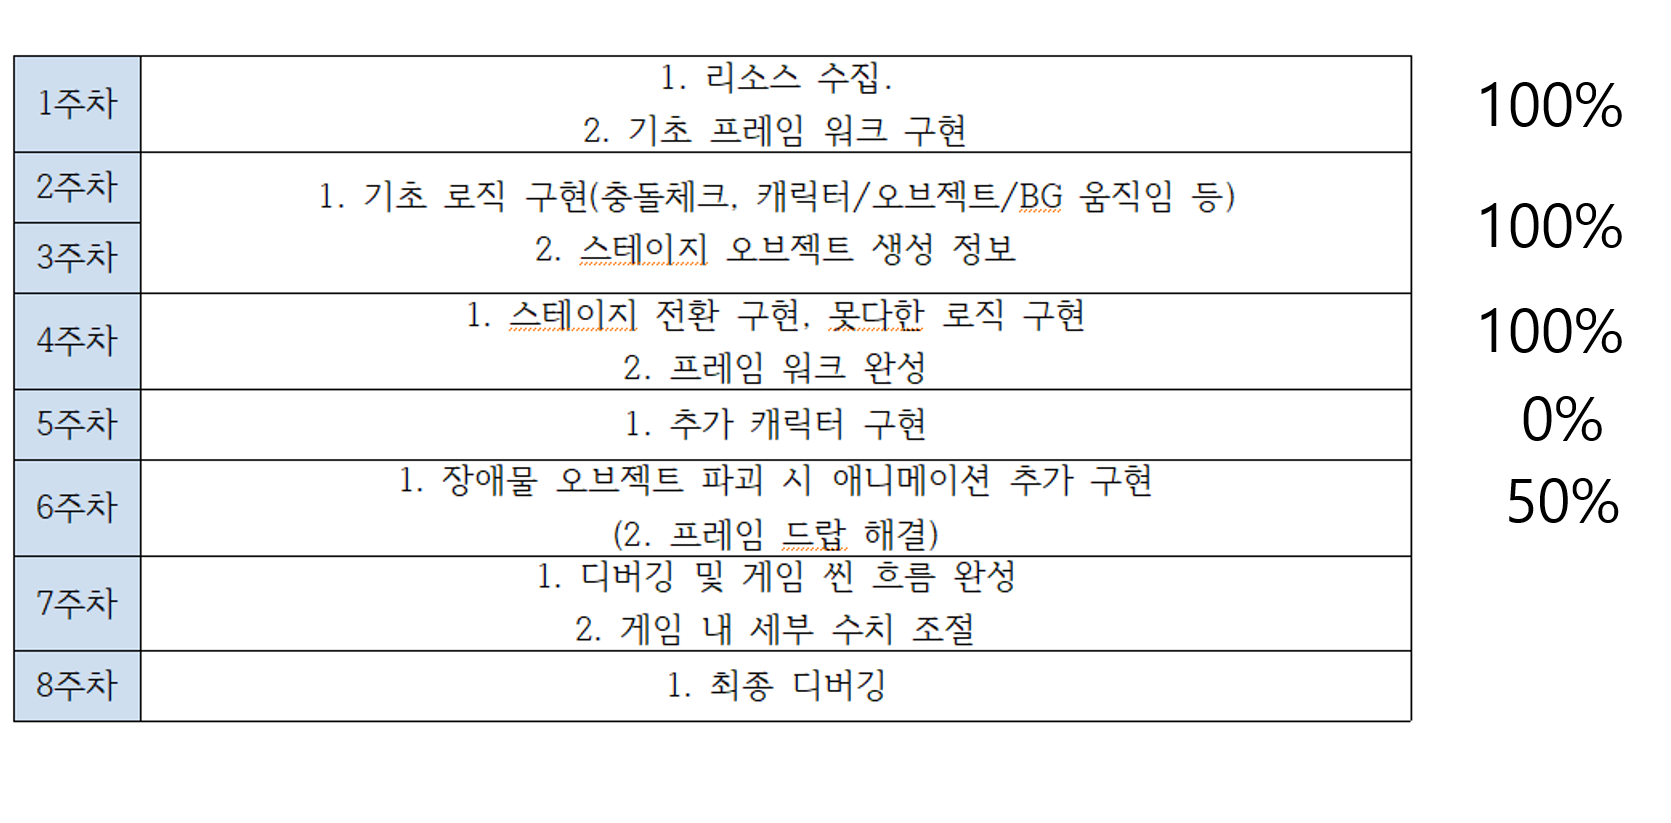 1주차
1. 리소스 수집.
2. 기초 프레임 워크 구현
100%
2주차
3주차
1. 기초 로직 구현(충돌체크, 캐릭터/오브젝트/BG 움직임 등)
2. 스테이지 오브젝트 생성 정보
100%
4주차
1. 스테이지 전환 구현, 못다한 로직 구현
2. 프레임 워크 완성
100%
5주차
1. 추가 캐릭터 구현
0%
6주차
1. 장애물 오브젝트 파괴 시 애니메이션 추가 구현
(2. 프레임 드랍 해결)
50%
7주차
1. 디버깅 및 게임 씬 흐름 완성
2. 게임 내 세부 수치 조절
8주차
1. 최종 디버깅